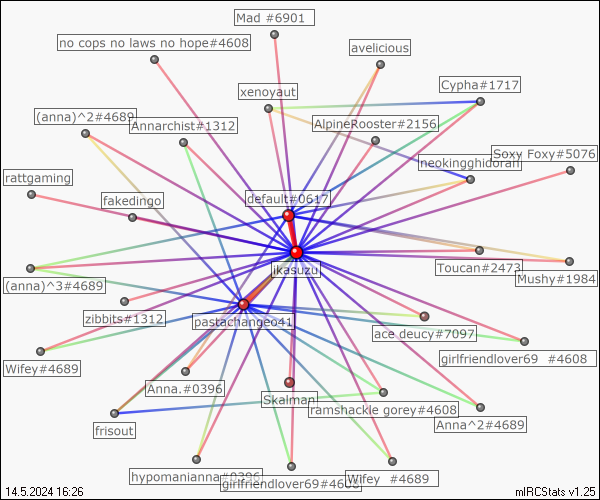 Mad #6901
no cops no laws no hope#4608
avelicious
xenoyaut
Cypha#1717
(anna)^2#4689
Annarchist#1312
AlpineRooster#2156
neokingghidorah
Soxy Foxy#5076
rattgaming
fakedingo
default#0617
(anna)^3#4689
jikasuzu
Toucan#2473
Mushy#1984
zibbits#1312
pastachangeo41
ace deucy#7097
girlfriendlover69 #4608
Wifey#4689
Anna.#0396
Skalman
ramshackle gorey#4608
Anna^2#4689
frisout
hypomanianna#0396
girlfriendlover69#4608
Wifey #4689
14.5.2024 16:26
mIRCStats v1.25